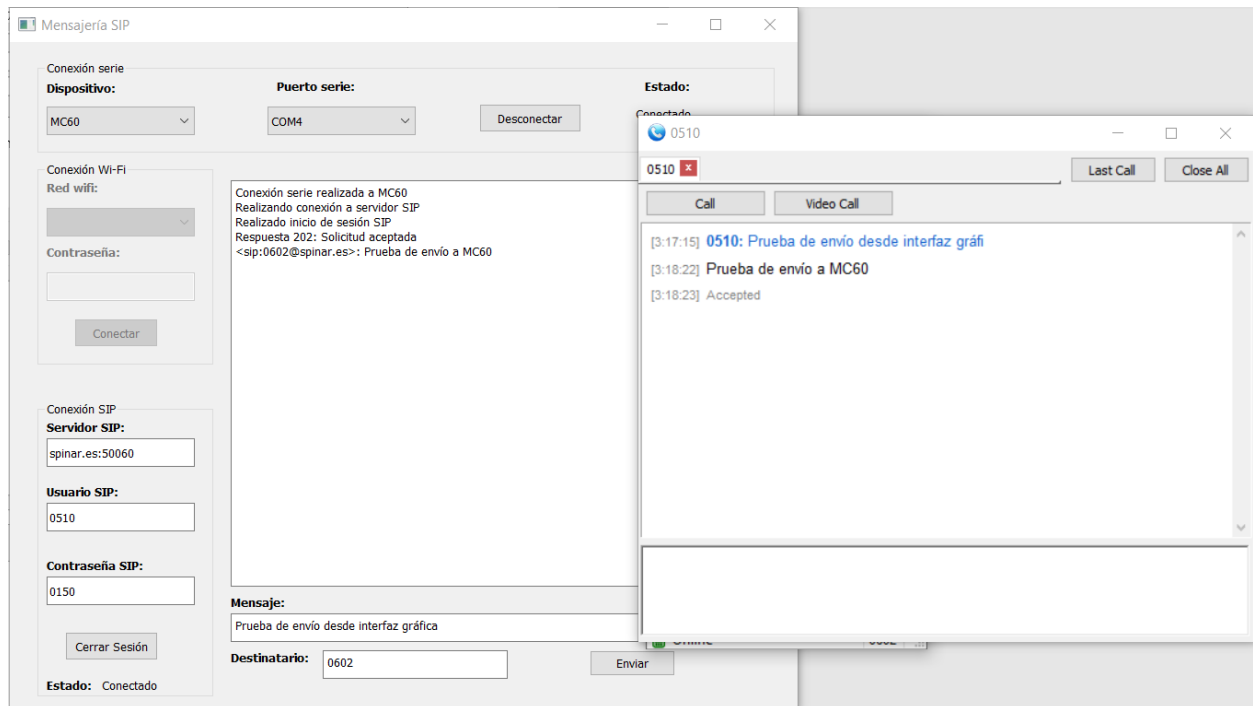 Mensajería SIP
Conexión serie
Dispositivo:
Puerto serie:
Estado:
MC60
COM4
Desconectar
Conectado
Conexión Wi-Fi
Red wifi:
Contraseña:
Conectar
Conexión serie realizada a MC60
Realizando conexión a servidor SIP
Realizado inicio de sesión SIP
Respuesta 202: Solicitud aceptada
<sip:0602@spinar.es>: Prueba de envío a MC60
Conexión SIP
Servidor SIP:
spinar.es:50060
Usuario SIP:
0510
Contraseña SIP:
0150
Cerrar Sesión
Estado: Conectado
Mensaje:
Prueba de envío desde interfaz gráfica
Destinatario:
0602
Enviar
0510
0510 x
Last Call
Close All
Call
Video Call
[3:17:15] 0510: Prueba de envío desde interfaz gráfi
[3:18:22] Prueba de envío a MC60
[3:18:23] Accepted